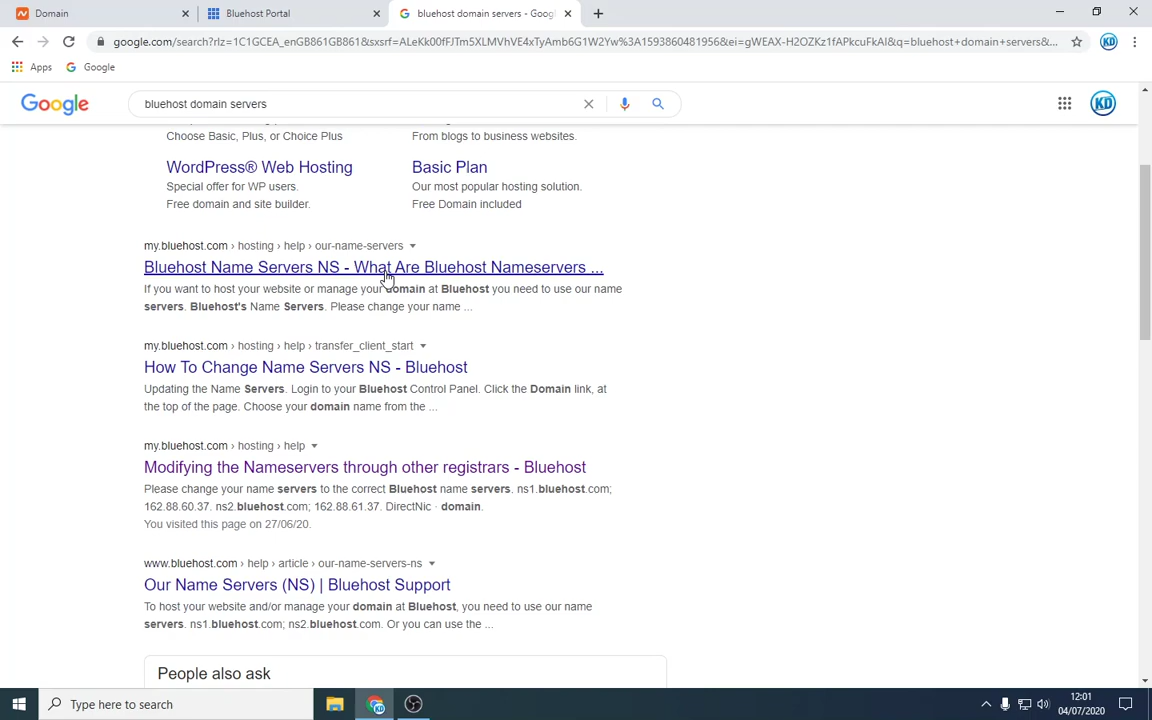 Domain
Bluehost Portal
bluehost domain servers - Goog
google.com/search?rlz=1C1GCEA_enGB861GB861&sxsrf=ALeKk00fFJTm5XLMVhVE4xTyAmb6G1W2Yw%3A1593860481956&ei=gWEAX-H2OZKz1fAPkcuFkAI&q=bluehost+domain+servers&...
KD
Apps
Google
Google
bluehost domain servers
KD
Choose Basic, Plus, or Choice Plus
From blogs to business websites.
WordPress® Web Hosting
Basic Plan
Special offer for WP users.
Our most popular hosting solution.
Free domain and site builder.
Free Domain included
my.bluehost.com › hosting › help › our-name-servers
Bluehost Name Servers NS - What Are Bluehost Nameservers ...
If you want to host your website or manage your domain at Bluehost you need to use our name
servers. Bluehost's Name Servers. Please change your name ...
my.bluehost.com › hosting › help › transfer_client_start
How To Change Name Servers NS - Bluehost
Updating the Name Servers. Login to your Bluehost Control Panel. Click the Domain link, at
the top of the page. Choose your domain name from the ...
my.bluehost.com › hosting › help
Modifying the Nameservers through other registrars - Bluehost
Please change your name servers to the correct Bluehost name servers. ns1.bluehost.com;
162.88.60.37. ns2.bluehost.com; 162.88.61.37. DirectNic · domain.
You visited this page on 27/06/20.
www.bluehost.com › help › article › our-name-servers-ns
Our Name Servers (NS) | Bluehost Support
To host your website and/or manage your domain at Bluehost, you need to use our name
servers. ns1.bluehost.com; ns2.bluehost.com. Or you can use the ...
People also ask
Type here to search
KD
12:01
04/07/2020